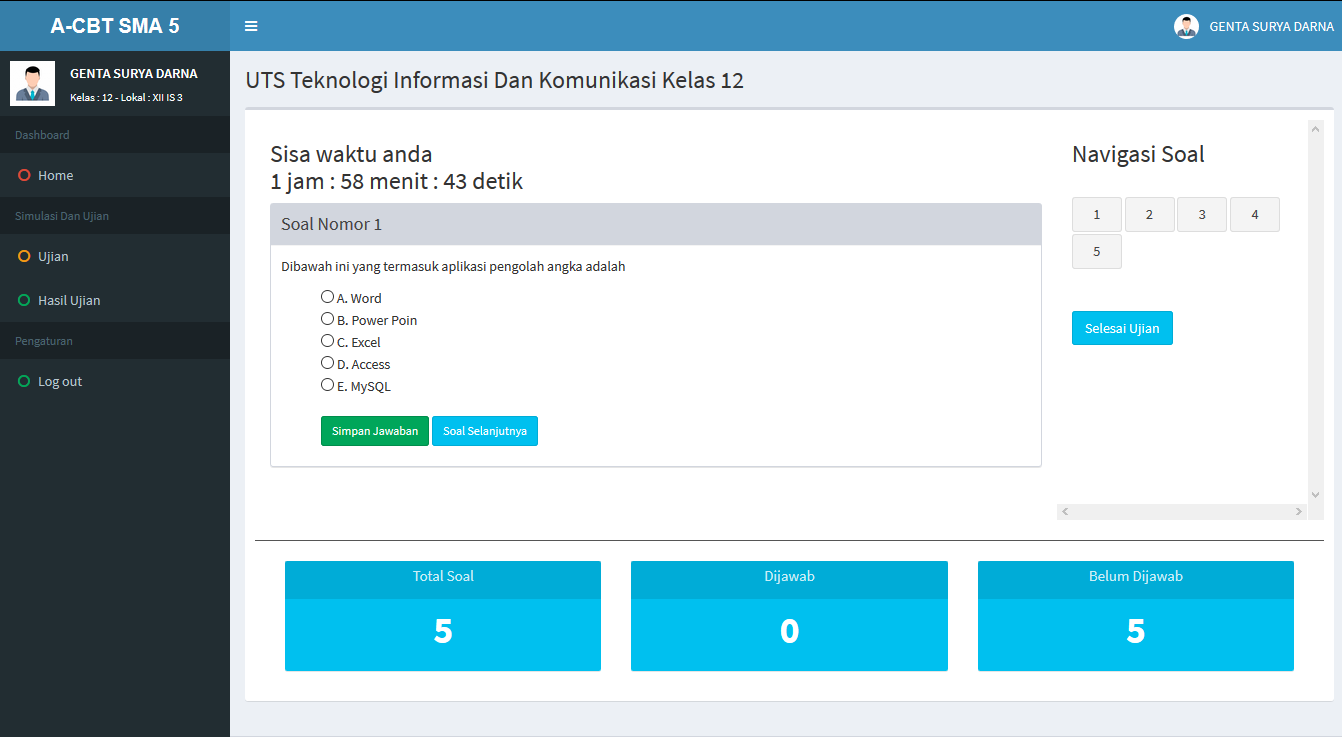 A-CBT SMA 5
GENTA SURYA DARNA
GENTA SURYA DARNA
Kelas : 12 - Lokal : XII IS 3
Dashboard
Home
Simulasi Dan Ujian
Ujian
Hasil Ujian
Pengaturan
Log out
UTS Teknologi Informasi Dan Komunikasi Kelas 12
Sisa waktu anda
1 jam : 58 menit : 43 detik
Soal Nomor 1
Dibawah ini yang termasuk aplikasi pengolah angka adalah
A. Word
B. Power Poin
C. Excel
D. Access
E. MySQL
Simpan Jawaban Soal Selanjutnya
Navigasi Soal
1 2 3 4
5
Selesai Ujian
Total Soal
5
Dijawab
0
Belum Dijawab
5